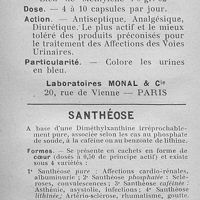 Dose. — 4 à 10 capsules par jour.
Action. — Antiseptique, Analgésique,
Diurétique. Le plus actif et le mieux
toléré des produits préconisés pour
le traitement des Affections des Voies
Urinaires.
Particularité. — Colore les urines
en bleu.
Laboratoires MONAL & Cie
20, rue de Vienne — PARIS
SANTHÉOSE
A base d'une Diméthylxanthine irréprochable-
ment pure, associée selon les cas au phosphate
de soude, à la caféine ou au benzoate de lithine.
Formes. — Se présente en cachets en forme de
cœur (dosés à 0,50 de principe actif) et existe
sous 4 variétés :
1° Santhéose pure : Affections cardio-rénales,
albuminurie ; 2° Santhéose phosphatée : Sclé-
roses, convalescences ; 3° Santhéose caféinée :
Asthénie, asystolie, infections ; 4° Santhéose
lithinée : Artério-sclérose, rhumatisme, goutte.